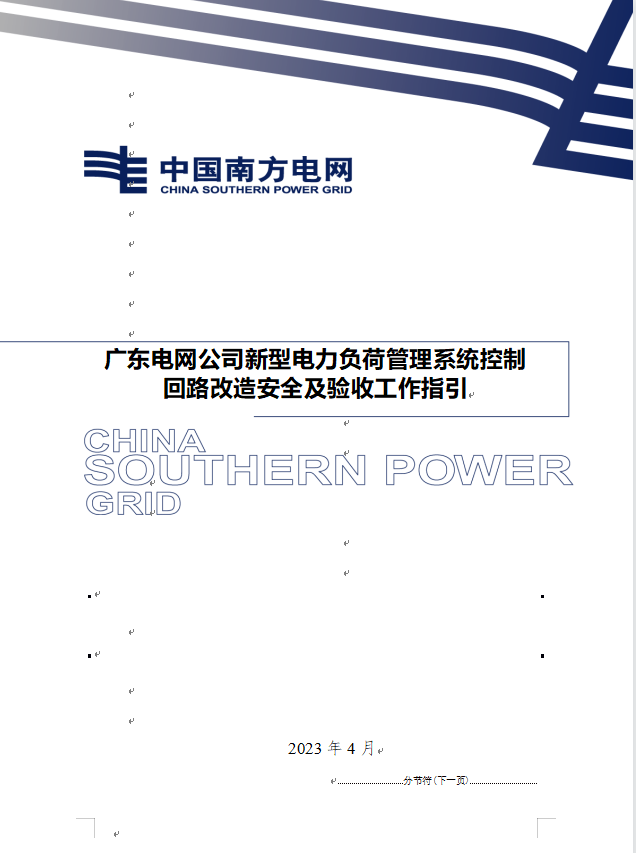 中国南方电网
CHINA SOUTHERN POWER GRID
广东电网公司新型电力负荷管理系统控制
回路改造安全及验收工作指引
CHINA
SOUTHERN POWER
GRID
2023 年 4 月
分节符(下一页)